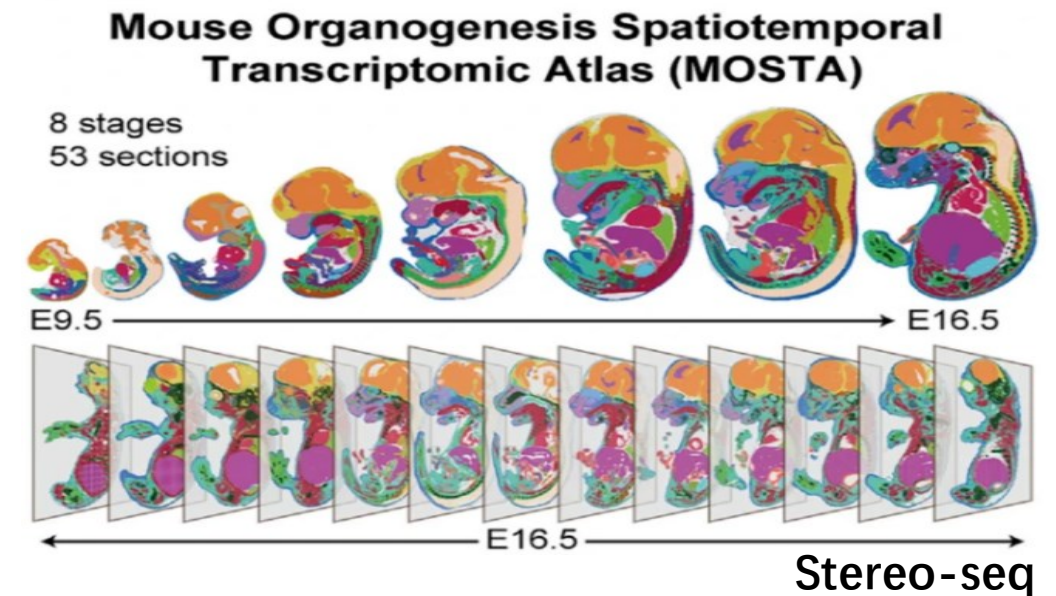 Mouse Organogenesis Spatiotemporal
Transcriptomic Atlas (MOSTA)
8 stages
53 sections
E9.5
E16.5
E16.5
Stereo-seq